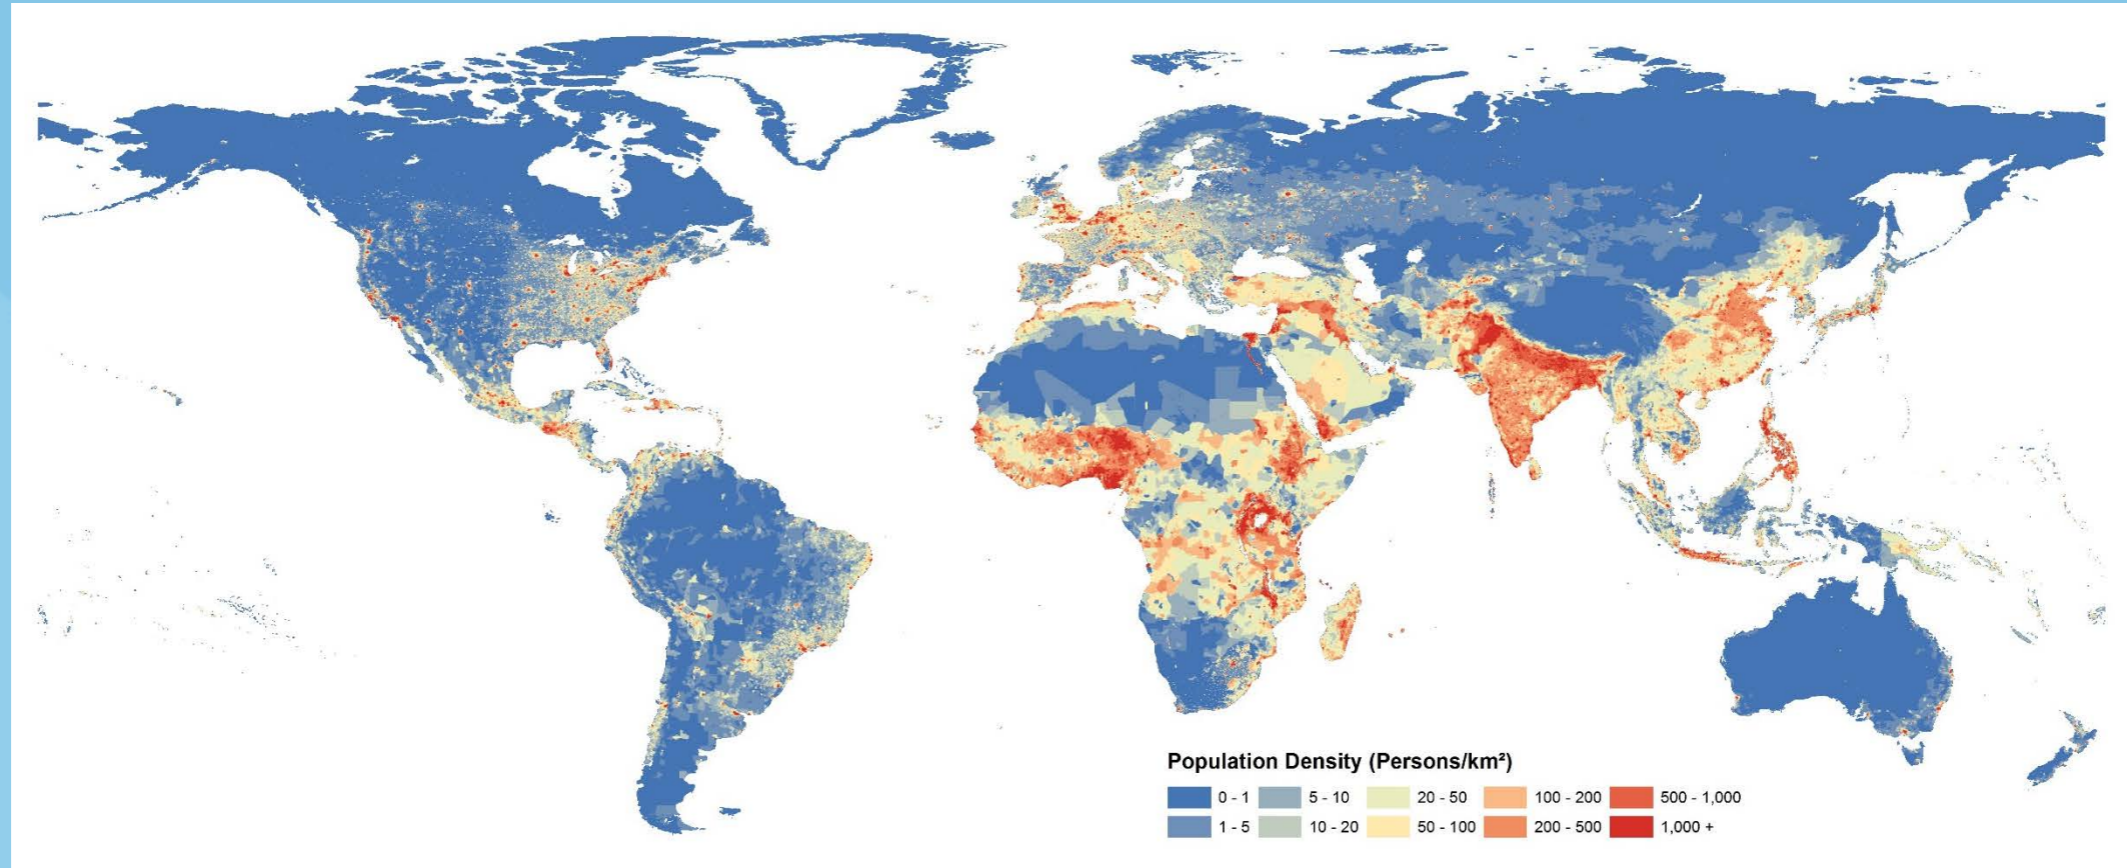 Population Density (Persons/km²)
0 - 1 5 - 10 20 - 50 100 - 200 500 - 1,000
1 - 5 10 - 20 50 - 100 200 - 500 1,000 +